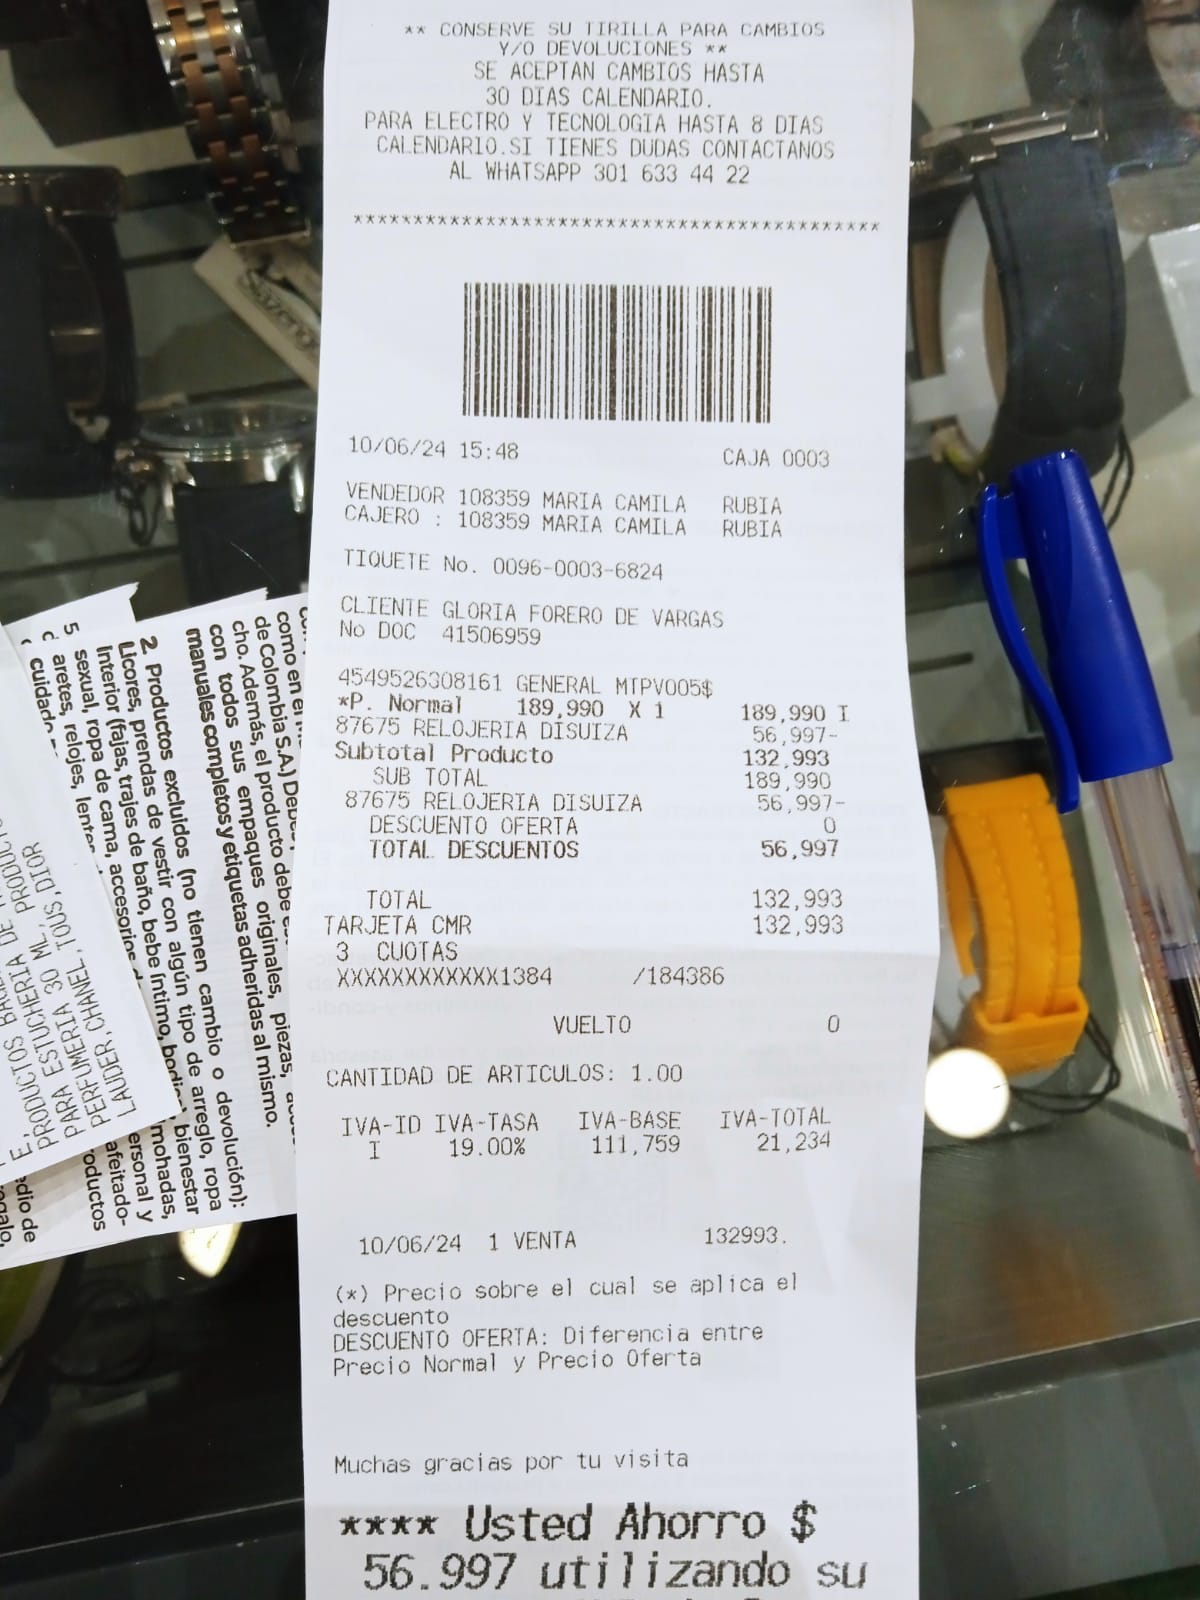 ** CONSERVE SU TIRILLA PARA CAMBIOS
Y/O DEVOLUCIONES **
SE ACEPTAN CAMBIOS HASTA
30 DIAS CALENDARIO.
PARA ELECTRO Y TECNOLOGIA HASTA 8 DIAS
CALENDARIO.SI TIENES DUDAS CONTACTANOS
AL WHATSAPP 301 633 44 22
********************************************
10/06/24 15:48 CAJA 0003
VENDEDOR 108359 MARIA CAMILA RUBIA
CAJERO : 108359 MARIA CAMILA RUBIA
TIQUETE No. 0096-0003-6824
CLIENTE GLORIA FORERO DE VARGAS
No DOC 41506959
4549526308161 GENERAL MTPV005$
*P. Normal 189,990 X 1 189,990 I
87675 RELOJERIA DISUIZA 56,997-
Subtotal Producto 132,993
SUB TOTAL 189,990
87675 RELOJERIA DISUIZA 56,997-
DESCUENTO OFERTA 0
TOTAL DESCUENTOS 56,997
TOTAL 132,993
TARJETA CMR 132,993
3 CUOTAS
XXXXXXXXXXXX1384 /184386
VUELTO 0
CANTIDAD DE ARTICULOS: 1.00
IVA-ID IVA-TASA IVA-BASE IVA-TOTAL
I 19.00% 111,759 21,234
10/06/24 1 VENTA 132993.
(*) Precio sobre el cual se aplica el
descuento
DESCUENTO OFERTA: Diferencia entre
Precio Normal y Precio Oferta
Muchas gracias por tu visita
**** Usted Ahorro $
56.997 utilizando su
como en el
de Colombia S.A.)
cho. Además, el producto debe
con todos sus empaques originales, piezas,
manuales completos y etiquetas adheridas al mismo.
2. Productos excluidos (no tienen cambio o devolución):
Licores, prendas de vestir con algún tipo de arreglo, ropa
Interior (fajas, trajes de baño, bebe íntimo, bienestar
sexual, ropa de cama, accesorios
aretes, relojes,
PRODUCTOS
PARA ESTUCHERIA DE
PERFUMERIA 30 ML, PRODUCTO
LAUDER, CHANEL, TOUS, DIOR